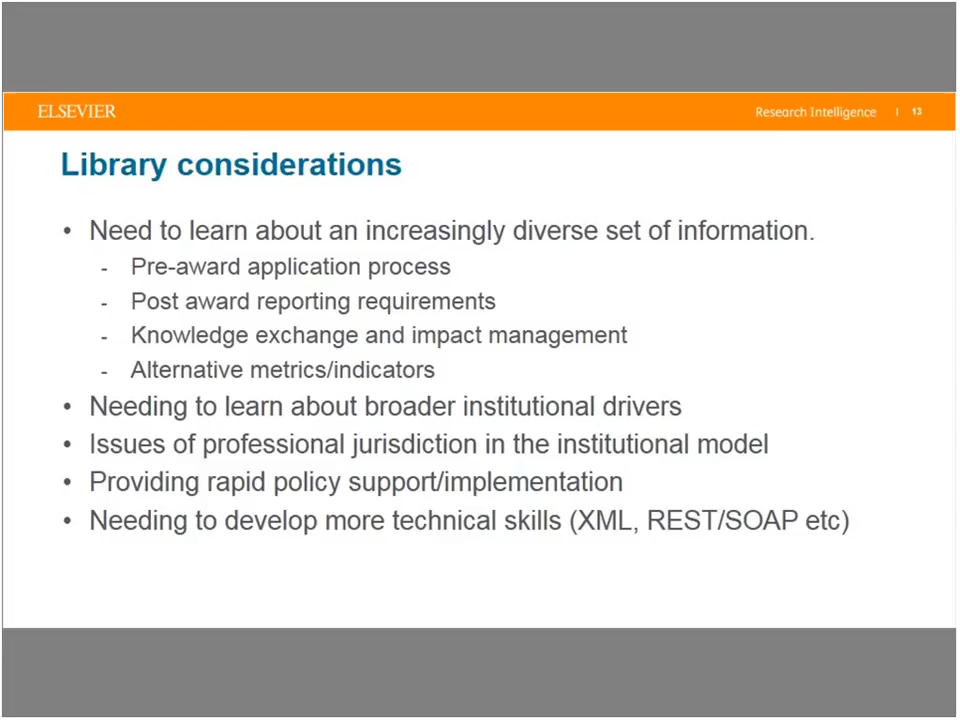 ELSEVIER
Research Intelligence | 13
Library considerations
• Need to learn about an increasingly diverse set of information.
- Pre-award application process
- Post award reporting requirements
- Knowledge exchange and impact management
- Alternative metrics/indicators
• Needing to learn about broader institutional drivers
• Issues of professional jurisdiction in the institutional model
• Providing rapid policy support/implementation
• Needing to develop more technical skills (XML, REST/SOAP etc)